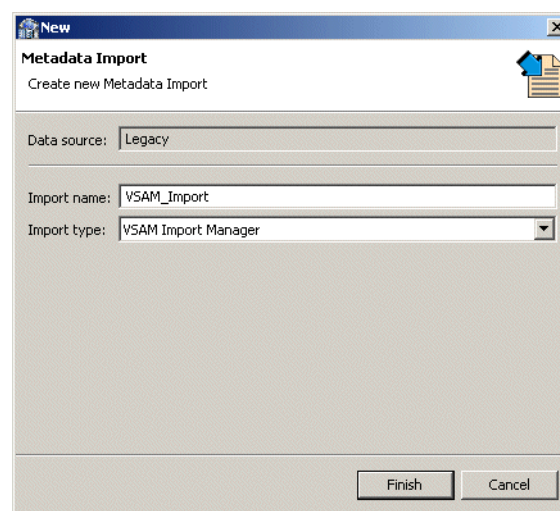 New
Metadata Import
Create new Metadata Import
Data source: Legacy
Import name: VSAM_Import
Import type: VSAM Import Manager
Finish Cancel